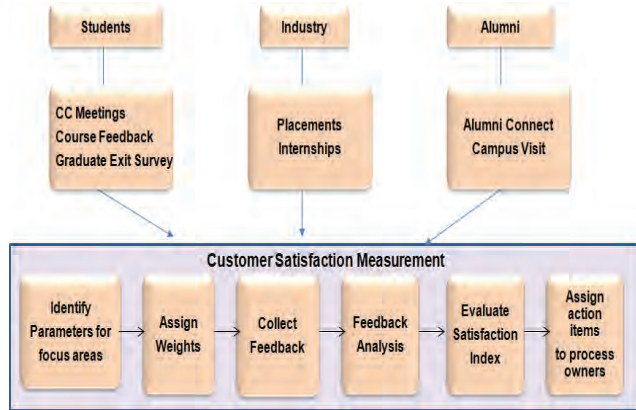 Students
Industry
Alumni
CC Meetings
Course Feedback
Graduate Exit Survey
Placements
Internships
Alumni Connect
Campus Visit
Customer Satisfaction Measurement
Identify
Parameters for
focus areas
Assign
Weights
Collect
Feedback
Feedback
Analysis
Evaluate
Satisfaction
Index
Assign
action
items
to process
owners